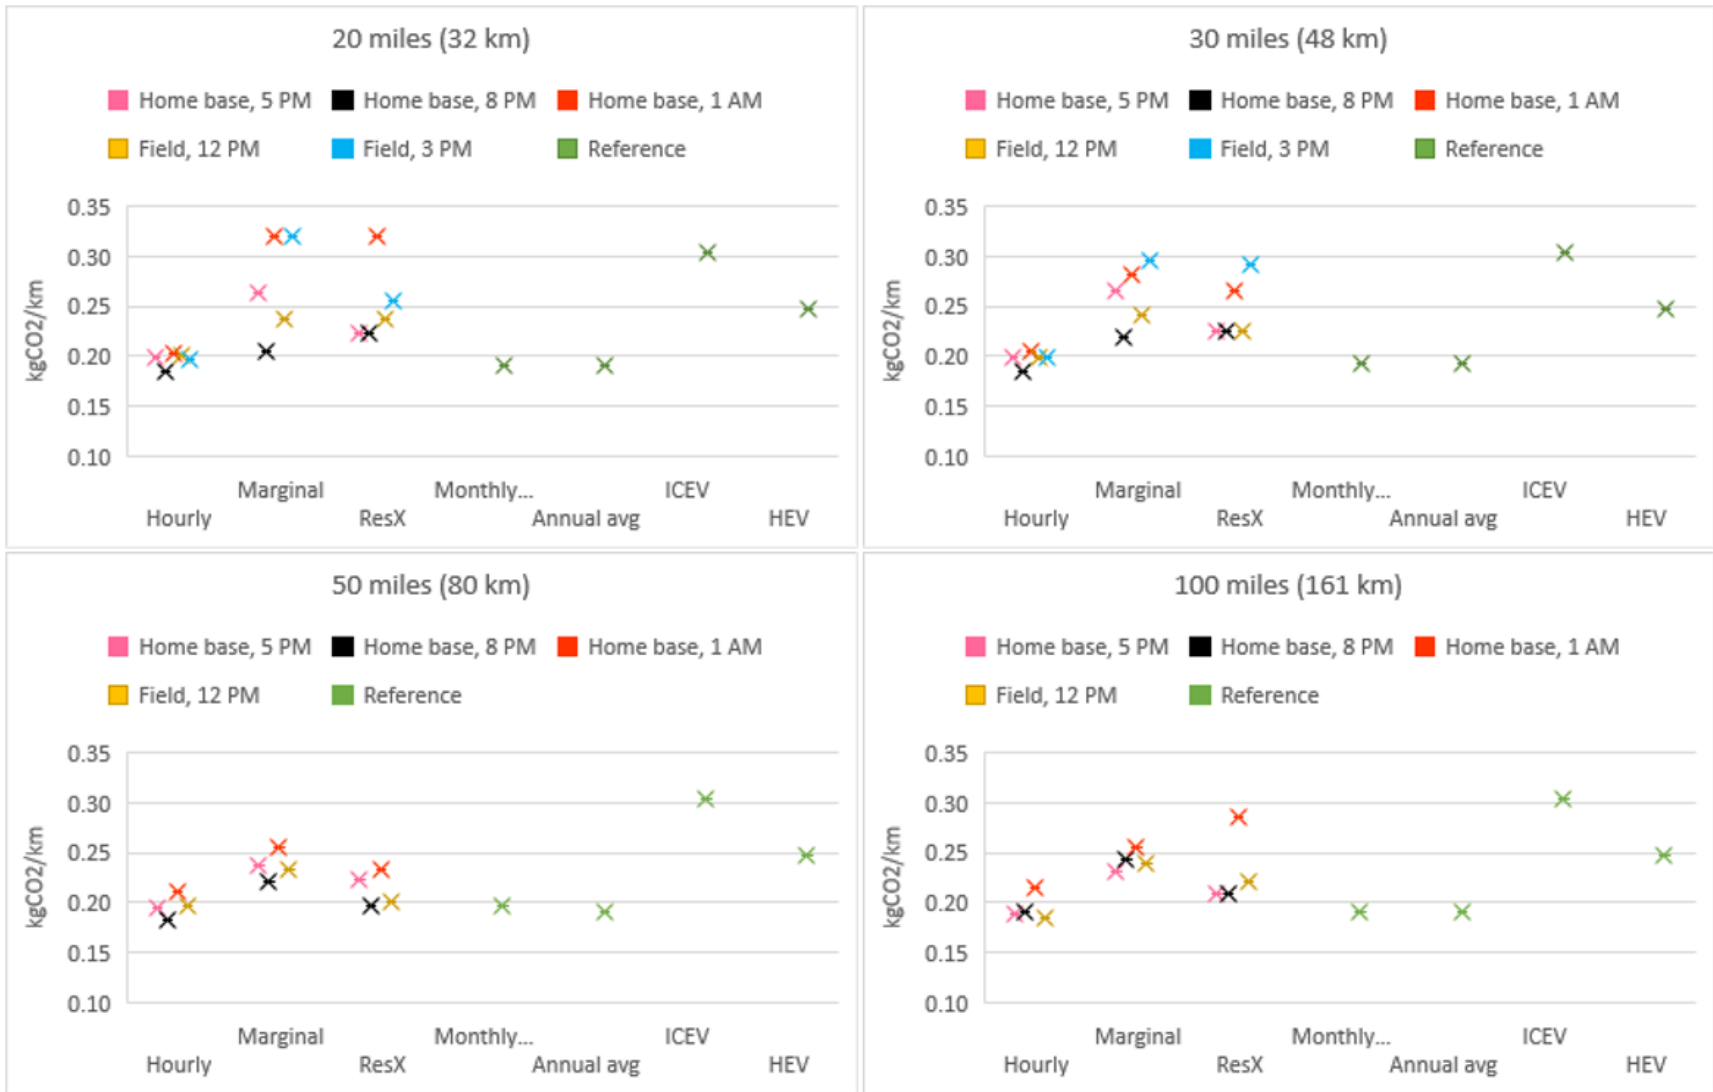 20 miles (32 km)
Home base, 5 PM Home base, 8 PM Home base, 1 AM
Field, 12 PM Field, 3 PM Reference
0.35
0.30
0.25
0.20
0.15
0.10
kgCO2/km
Marginal Monthly... ICEV
Hourly ResX Annual avg HEV
30 miles (48 km)
Home base, 5 PM Home base, 8 PM Home base, 1 AM
Field, 12 PM Field, 3 PM Reference
0.35
0.30
0.25
0.20
0.15
0.10
kgCO2/km
Marginal Monthly... ICEV
Hourly ResX Annual avg HEV
50 miles (80 km)
Home base, 5 PM Home base, 8 PM Home base, 1 AM
Field, 12 PM Reference
0.35
0.30
0.25
0.20
0.15
0.10
kgCO2/km
Marginal Monthly... ICEV
Hourly ResX Annual avg HEV
100 miles (161 km)
Home base, 5 PM Home base, 8 PM Home base, 1 AM
Field, 12 PM Reference
0.35
0.30
0.25
0.20
0.15
0.10
kgCO2/km
Marginal Monthly... ICEV
Hourly ResX Annual avg HEV